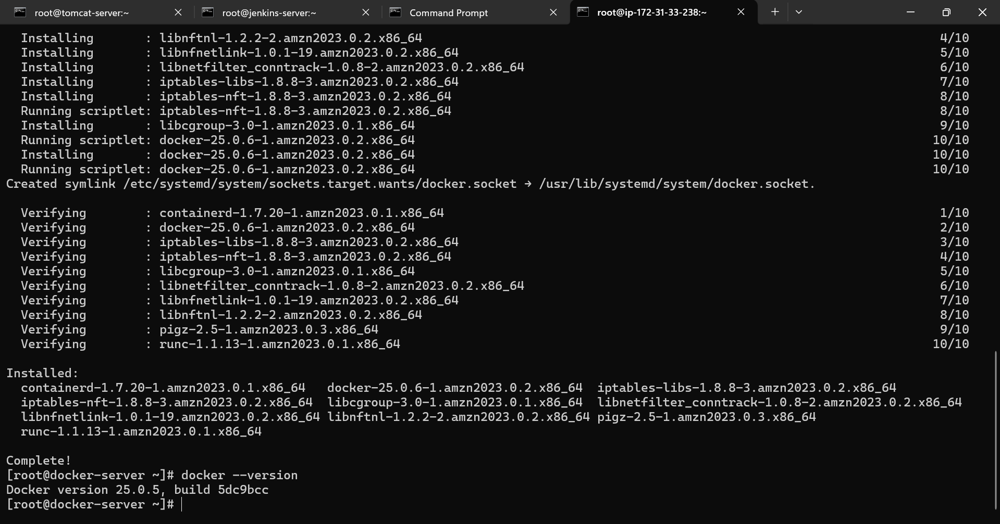 root@tomcat-server:~ root@jenkins-server:~ Command Prompt root@ip-172-31-33-238:~
Installing : libnftnl-1.2.2-2.amzn2023.0.2.x86_64 4/10
Installing : libnfnetlink-1.0.1-19.amzn2023.0.2.x86_64 5/10
Installing : libnetfilter_conntrack-1.0.8-2.amzn2023.0.2.x86_64 6/10
Installing : iptables-libs-1.8.8-3.amzn2023.0.2.x86_64 7/10
Installing : iptables-nft-1.8.8-3.amzn2023.0.2.x86_64 8/10
Running scriptlet: iptables-nft-1.8.8-3.amzn2023.0.2.x86_64 8/10
Installing : libcgroup-3.0-1.amzn2023.0.1.x86_64 9/10
Running scriptlet: docker-25.0.6-1.amzn2023.0.2.x86_64 10/10
Installing : docker-25.0.6-1.amzn2023.0.2.x86_64 10/10
Running scriptlet: docker-25.0.6-1.amzn2023.0.2.x86_64 10/10
Created symlink /etc/systemd/system/sockets.target.wants/docker.socket → /usr/lib/systemd/system/docker.socket.
Verifying : containerd-1.7.20-1.amzn2023.0.1.x86_64 1/10
Verifying : docker-25.0.6-1.amzn2023.0.2.x86_64 2/10
Verifying : iptables-libs-1.8.8-3.amzn2023.0.2.x86_64 3/10
Verifying : iptables-nft-1.8.8-3.amzn2023.0.2.x86_64 4/10
Verifying : libcgroup-3.0-1.amzn2023.0.1.x86_64 5/10
Verifying : libnetfilter_conntrack-1.0.8-2.amzn2023.0.2.x86_64 6/10
Verifying : libnfnetlink-1.0.1-19.amzn2023.0.2.x86_64 7/10
Verifying : libnftnl-1.2.2-2.amzn2023.0.2.x86_64 8/10
Verifying : pigz-2.5-1.amzn2023.0.3.x86_64 9/10
Verifying : runc-1.1.13-1.amzn2023.0.1.x86_64 10/10
Installed:
containerd-1.7.20-1.amzn2023.0.1.x86_64 docker-25.0.6-1.amzn2023.0.2.x86_64 iptables-libs-1.8.8-3.amzn2023.0.2.x86_64
iptables-nft-1.8.8-3.amzn2023.0.2.x86_64 libcgroup-3.0-1.amzn2023.0.1.x86_64 libnetfilter_conntrack-1.0.8-2.amzn2023.0.2.x86_64
libnfnetlink-1.0.1-19.amzn2023.0.2.x86_64 libnftnl-1.2.2-2.amzn2023.0.2.x86_64 pigz-2.5-1.amzn2023.0.3.x86_64
runc-1.1.13-1.amzn2023.0.1.x86_64
Complete!
[root@docker-server ~]# docker --version
Docker version 25.0.5, build 5dc9bcc
[root@docker-server ~]#